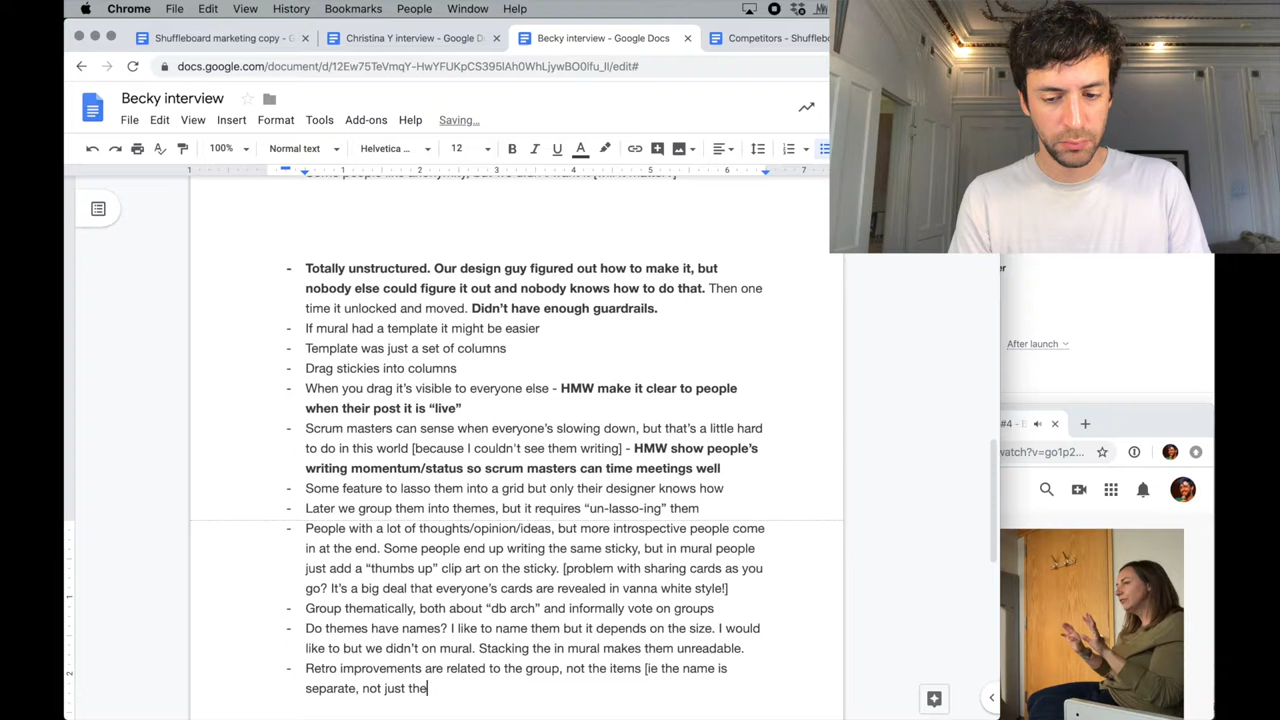 Chrome File Edit View History Bookmarks People Window Help
Shuffleboard marketing copy - G
Christina Y interview - Google D
Becky interview - Google Docs
Competitors - Shuffleb
docs.google.com/document/d/12Ew75TeVmqY-HwYFUKpCS395lAh0WhLjywBO0lfu_lI/edit#
Becky interview
File Edit View Insert Format Tools Add-ons Help Saving...
100% Normal text Helvetica ... 12 B I U A
1 1 2 3 4 5 6 7
- Totally unstructured. Our design guy figured out how to make it, but
nobody else could figure it out and nobody knows how to do that. Then one
time it unlocked and moved. Didn’t have enough guardrails.
- If mural had a template it might be easier
- Template was just a set of columns
- Drag stickies into columns
- When you drag it’s visible to everyone else - HMW make it clear to people
when their post it is “live”
- Scrum masters can sense when everyone’s slowing down, but that’s a little hard
to do in this world [because I couldn't see them writing] - HMW show people’s
writing momentum/status so scrum masters can time meetings well
- Some feature to lasso them into a grid but only their designer knows how
- Later we group them into themes, but it requires “un-lasso-ing” them
- People with a lot of thoughts/opinion/ideas, but more introspective people come
in at the end. Some people end up writing the same sticky, but in mural people
just add a “thumbs up” clip art on the sticky. [problem with sharing cards as you
go? It’s a big deal that everyone’s cards are revealed in vanna white style!]
- Group thematically, both about “db arch” and informally vote on groups
- Do themes have names? I like to name them but it depends on the size. I would
like to but we didn’t on mural. Stacking the in mural makes them unreadable.
- Retro improvements are related to the group, not the items [ie the name is
separate, not just the
1
2
er
After launch
#4 - E
watch?v=go1p2...